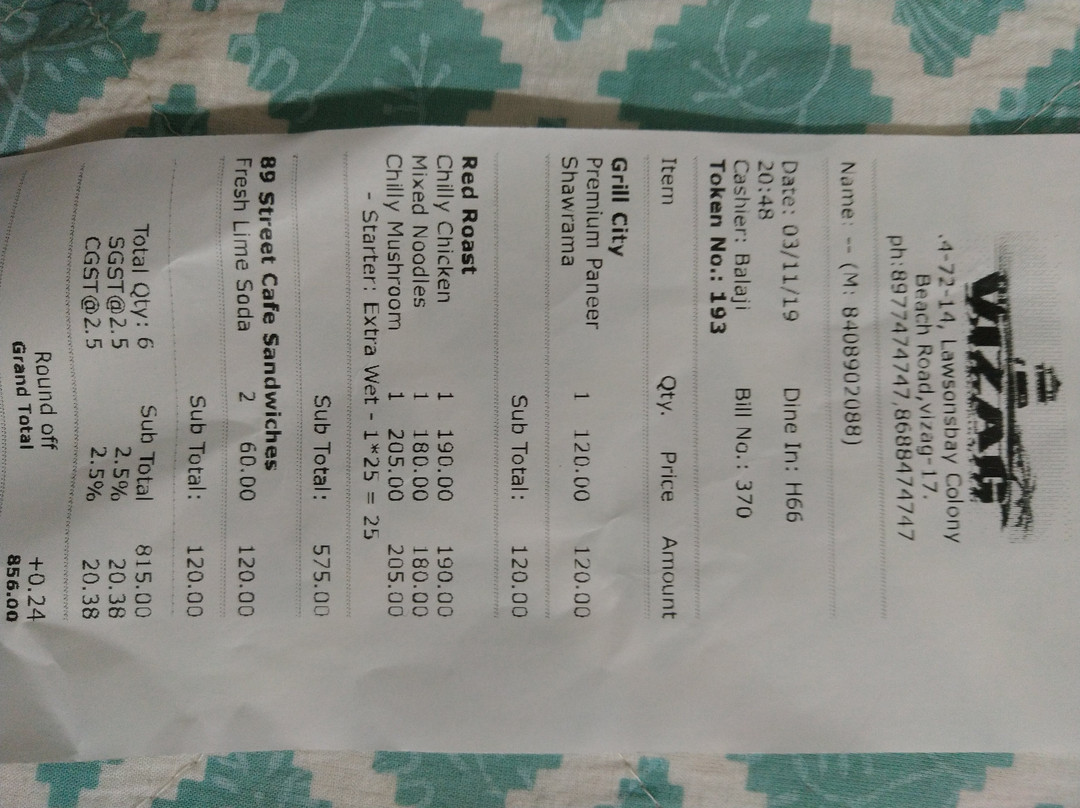 VIZAG
.4-72-14, Lawsonsbay Colony
Beach Road,vizag-17.
ph:8977474747,8688474747
Name: -- (M: 8408902088)
Date: 03/11/19 Dine In: H66
20:48
Cashier: Balaji Bill No.: 370
Token No.: 193
Item Qty. Price Amount
Grill City
Premium Paneer 1 120.00 120.00
Shawrama
Sub Total: 120.00
Red Roast
Chilly Chicken 1 190.00 190.00
Mixed Noodles 1 180.00 180.00
Chilly Mushroom 1 205.00 205.00
- Starter: Extra Wet - 1*25 = 25
Sub Total: 575.00
89 Street Cafe Sandwiches
Fresh Lime Soda 2 60.00 120.00
Sub Total: 120.00
Total Qty: 6 Sub Total 815.00
SGST@2.5 2.5% 20.38
CGST@2.5 2.5% 20.38
Round off +0.24
Grand Total 856.00